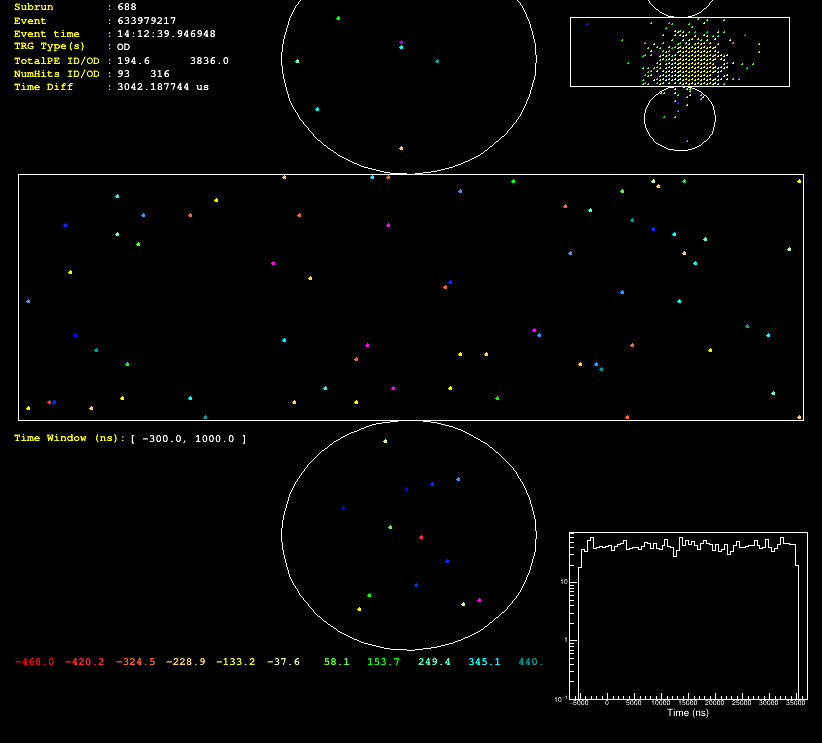 Subrun : 688
Event : 633979217
Event time : 14:12:39.946948
TRG Type(s) : OD
TotalPE ID/OD : 194.6 3836.0
NumHits ID/OD : 93 316
Time Diff : 3042.187744 us
Time Window (ns): [ -300.0, 1000.0 ]
-468.0 -420.2 -324.5 -228.9 -133.2 -37.6 58.1 153.7 249.4 345.1 440.
10
1
10⁻¹
-5000 0 5000 10000 15000 20000 25000 30000 35000
Time (ns)